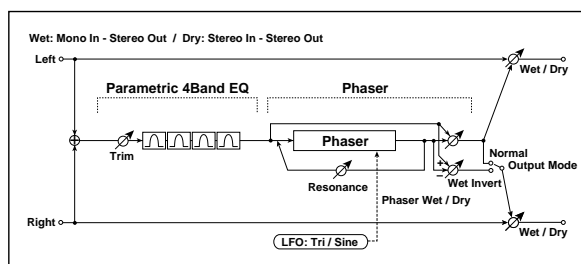 Wet: Mono In - Stereo Out / Dry: Stereo In - Stereo Out
Left
Wet / Dry
Parametric 4Band EQ
Phaser
Phaser
Trim
Resonance
+
−
Normal
Output Mode
Wet Invert
Phaser Wet / Dry
Right
Wet / Dry
LFO: Tri / Sine